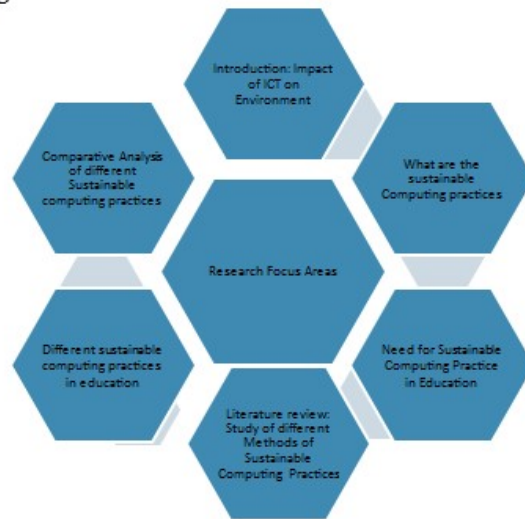 Introduction: Impact
of ICT on
Environment
What are the
sustainable
Computing practices
Need for Sustainable
Computing Practice
in Education
Literature review:
Study of different
Methods of
Sustainable
Computing Practices
Different sustainable
computing practices
in education
Comparative Analysis
of different
Sustainable
computing practices
Research Focus Areas